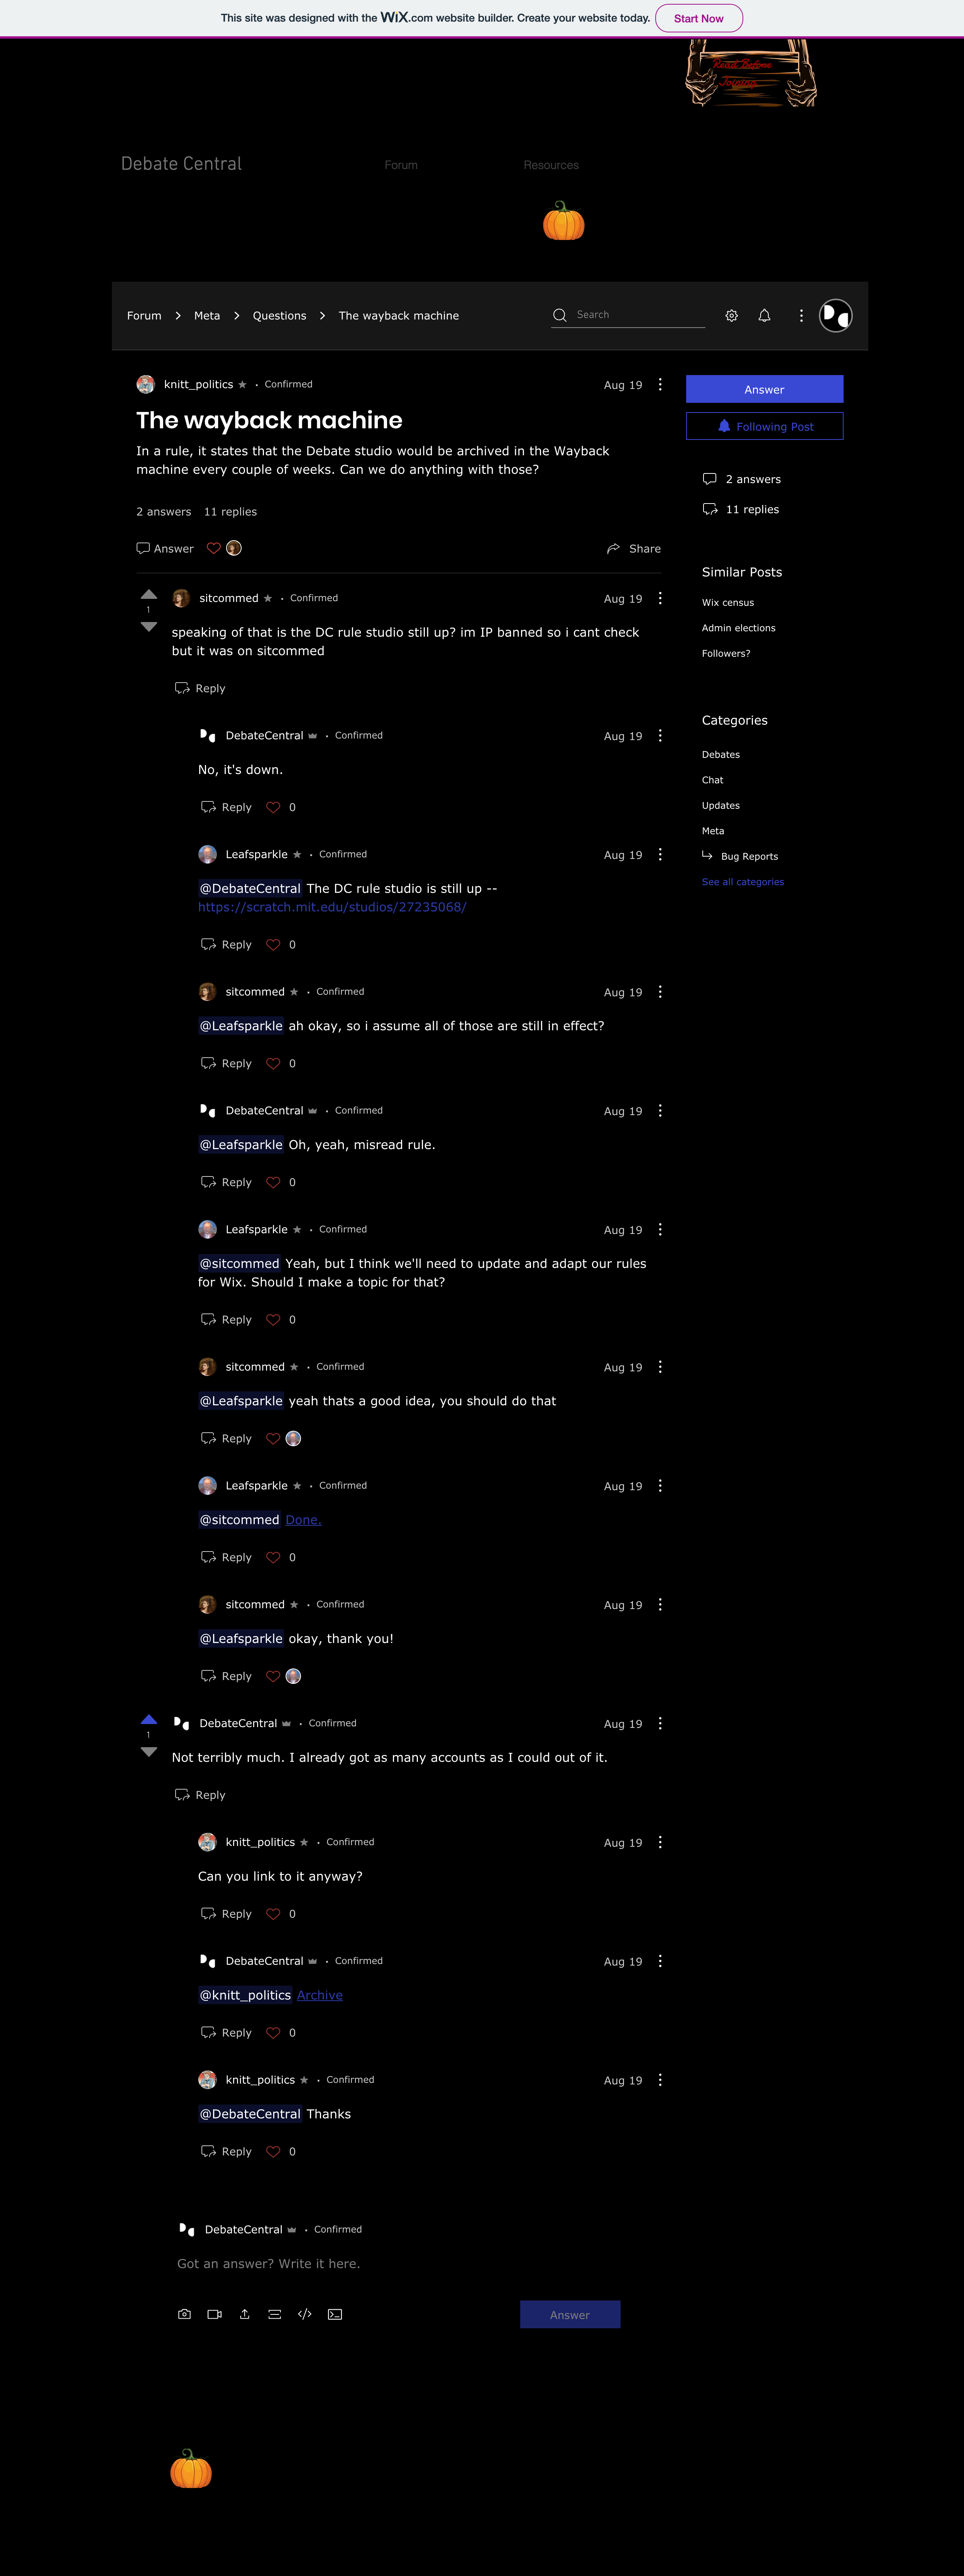 This site was designed with the WiX.com website builder. Create your website today. Start Now
Read Before
Joining
Debate Central
Forum
Resources
Forum > Meta > Questions > The wayback machine
Search
knitt_politics • Confirmed
Aug 19
The wayback machine
In a rule, it states that the Debate studio would be archived in the Wayback
machine every couple of weeks. Can we do anything with those?
2 answers 11 replies
Answer
Share
Answer
Following Post
2 answers
11 replies
Similar Posts
Wix census
Admin elections
Followers?
Categories
Debates
Chat
Updates
Meta
Bug Reports
See all categories
1
sitcommed • Confirmed
Aug 19
speaking of that is the DC rule studio still up? im IP banned so i cant check
but it was on sitcommed
Reply
DebateCentral • Confirmed
Aug 19
No, it's down.
Reply 0
Leafsparkle • Confirmed
Aug 19
@DebateCentral The DC rule studio is still up --
https://scratch.mit.edu/studios/27235068/
Reply 0
sitcommed • Confirmed
Aug 19
@Leafsparkle ah okay, so i assume all of those are still in effect?
Reply 0
DebateCentral • Confirmed
Aug 19
@Leafsparkle Oh, yeah, misread rule.
Reply 0
Leafsparkle • Confirmed
Aug 19
@sitcommed Yeah, but I think we'll need to update and adapt our rules
for Wix. Should I make a topic for that?
Reply 0
sitcommed • Confirmed
Aug 19
@Leafsparkle yeah thats a good idea, you should do that
Reply
Leafsparkle • Confirmed
Aug 19
@sitcommed Done.
Reply 0
sitcommed • Confirmed
Aug 19
@Leafsparkle okay, thank you!
Reply
1
DebateCentral • Confirmed
Aug 19
Not terribly much. I already got as many accounts as I could out of it.
Reply
knitt_politics • Confirmed
Aug 19
Can you link to it anyway?
Reply 0
DebateCentral • Confirmed
Aug 19
@knitt_politics Archive
Reply 0
knitt_politics • Confirmed
Aug 19
@DebateCentral Thanks
Reply 0
DebateCentral • Confirmed
Got an answer? Write it here.
Answer